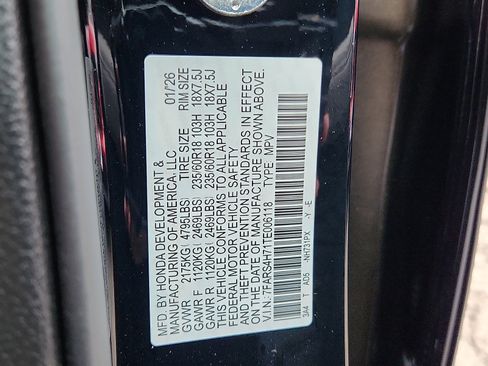 MFD. BY HONDA DEVELOPMENT & 01/'26
MANUFACTURING OF AMERICA, LLC
GVWR 2175KG( 4795LBS) TIRE SIZE RIM SIZE
GAWR F 1120KG( 2469LBS) 235/60R18 103H 18X7.5J
GAWR R 1120KG( 2469LBS) 235/60R18 103H 18X7.5J
THIS VEHICLE CONFORMS TO ALL APPLICABLE
FEDERAL MOTOR VEHICLE SAFETY
AND THEFT PREVENTION STANDARDS IN EFFECT
ON THE DATE OF MANUFACTURE SHOWN ABOVE.
V.I.N.:7FARS4H71TE006118 TYPE: MPV
3A4 T AD5 -NH731PX -Y -E